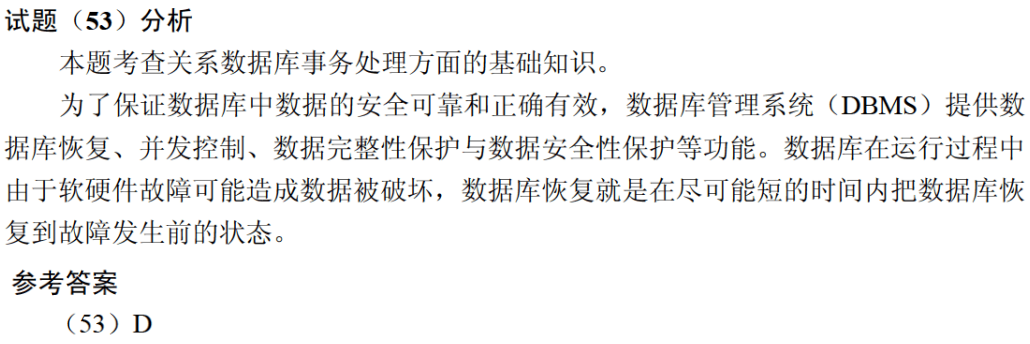 试题（53）分析
本题考查关系数据库事务处理方面的基础知识。
为了保证数据库中数据的安全可靠和正确有效，数据库管理系统（DBMS）提供数
据库恢复、并发控制、数据完整性保护与数据安全性保护等功能。数据库在运行过程中
由于软硬件故障可能造成数据被破坏，数据库恢复就是在尽可能短的时间内把数据库恢
复到故障发生前的状态。
参考答案
（53）D